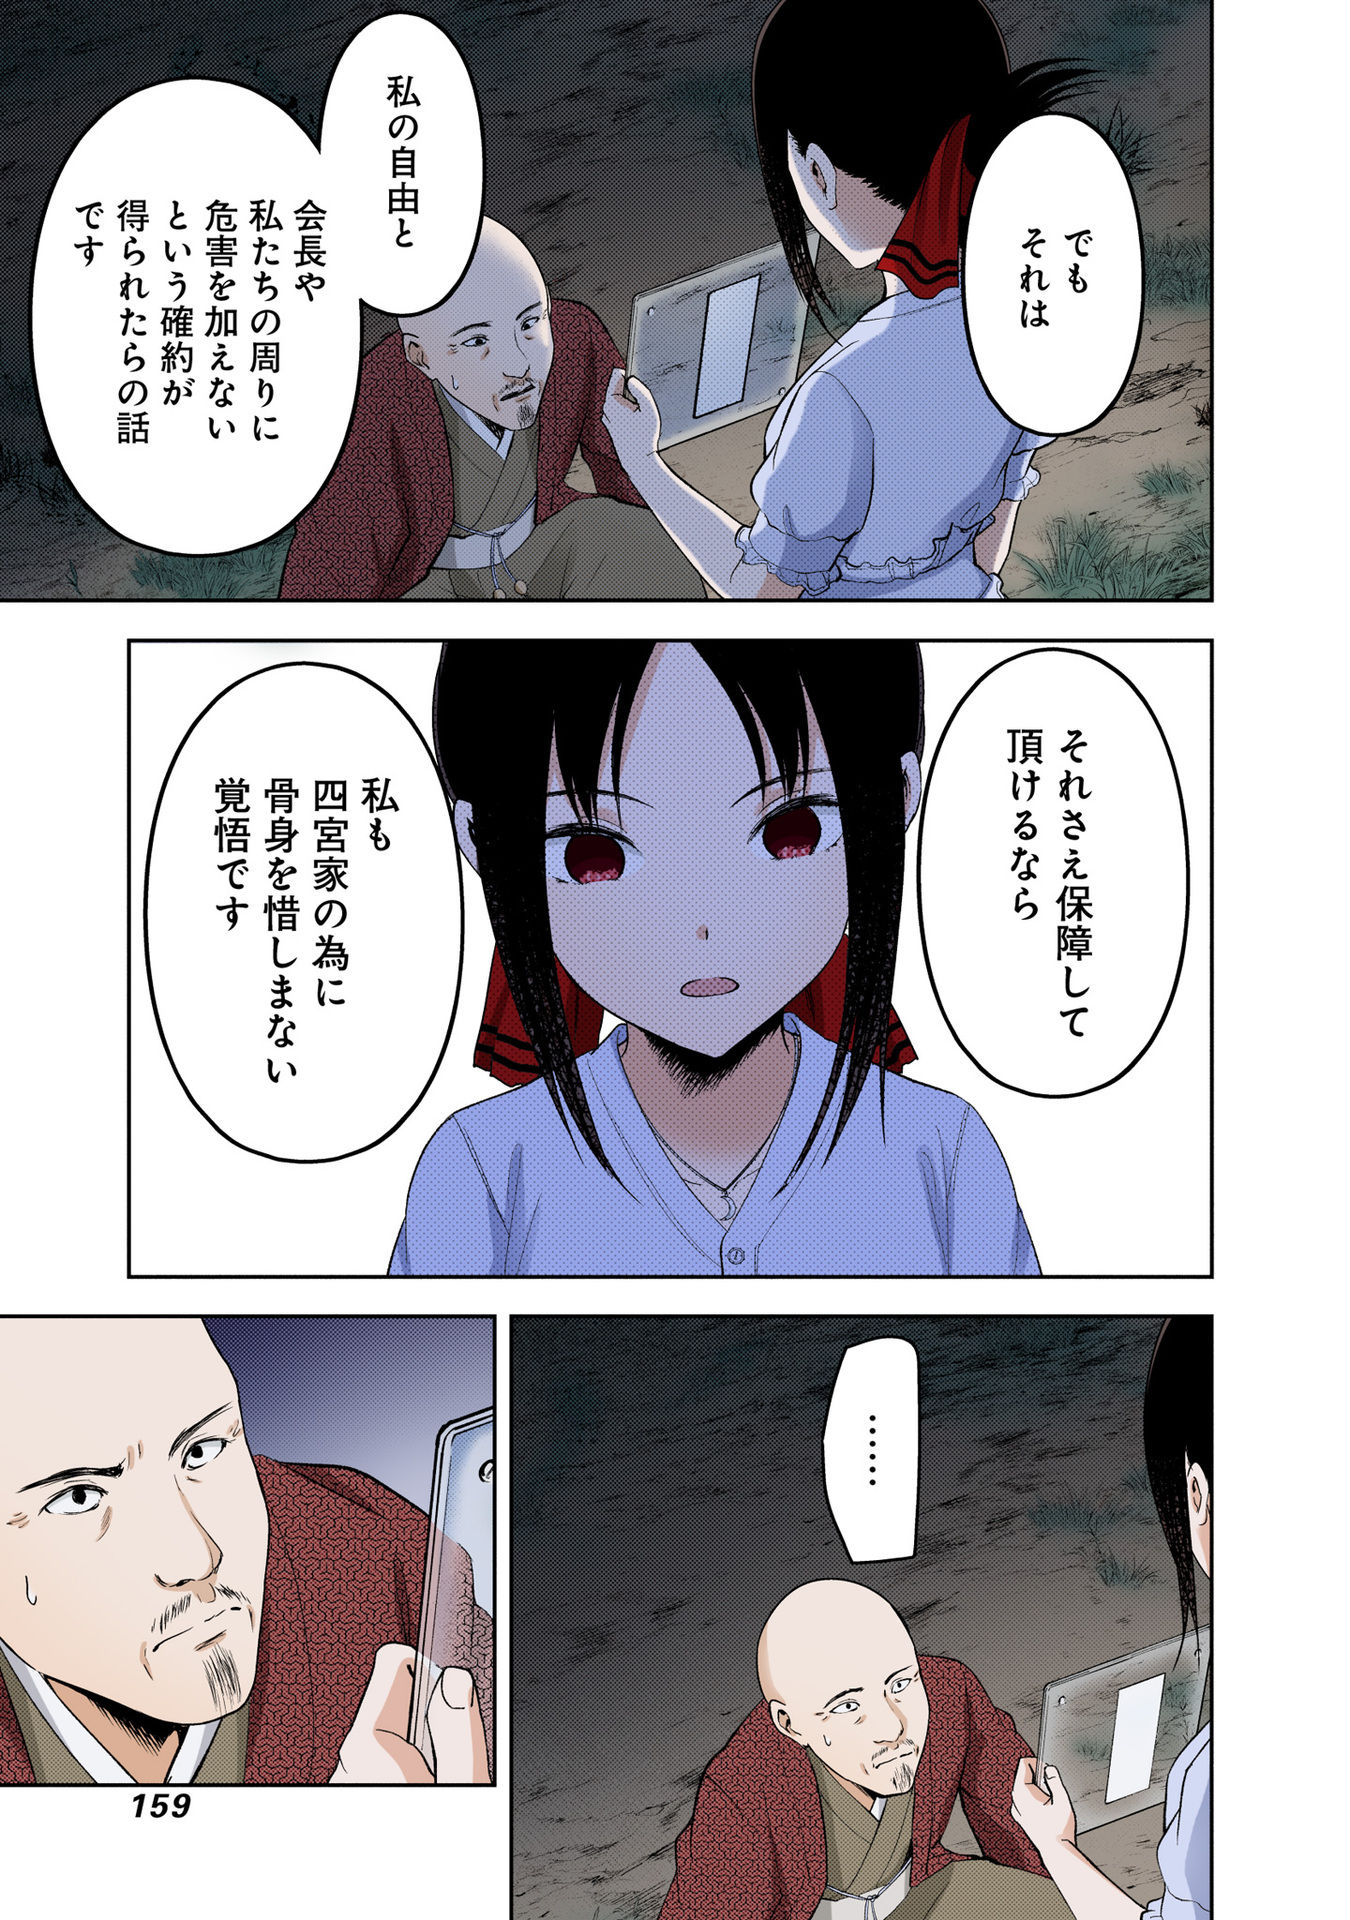 でも
それは
私の自由と
会長や
私たちの周りに
危害を加えない
という確約が
得られたらの話
です
それさえ保障して
頂けるなら
私も
四宮家の為に
骨身を惜しまない
覚悟です
……
159